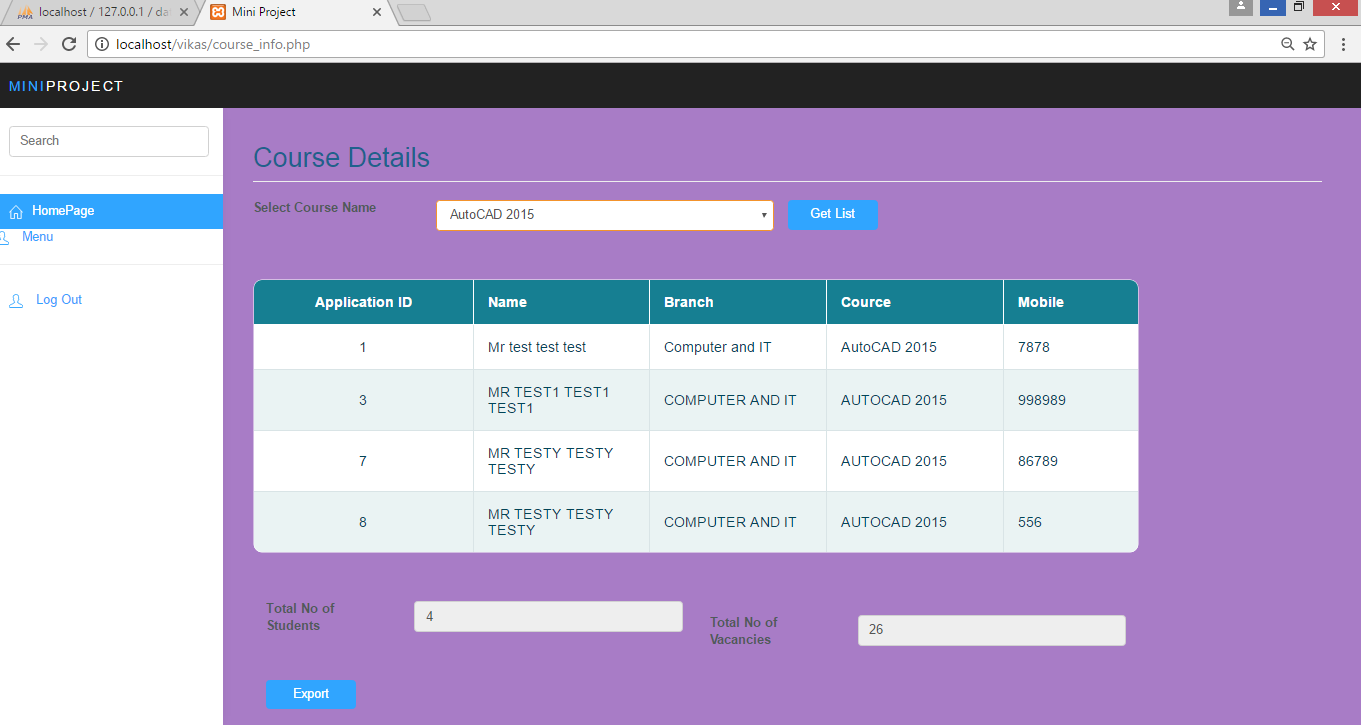 localhost / 127.0.0.1 / da
Mini Project
localhost/vikas/course_info.php
MINIPROJECT
Search
HomePage
Menu
Log Out
Course Details
Select Course Name
AutoCAD 2015
Get List
Application ID Name Branch Cource Mobile
1 Mr test test test Computer and IT AutoCAD 2015 7878
3 MR TEST1 TEST1
TEST1 COMPUTER AND IT AUTOCAD 2015 998989
7 MR TESTY TESTY
TESTY COMPUTER AND IT AUTOCAD 2015 86789
8 MR TESTY TESTY
TESTY COMPUTER AND IT AUTOCAD 2015 556
Total No of
Students
4
Total No of
Vacancies
26
Export